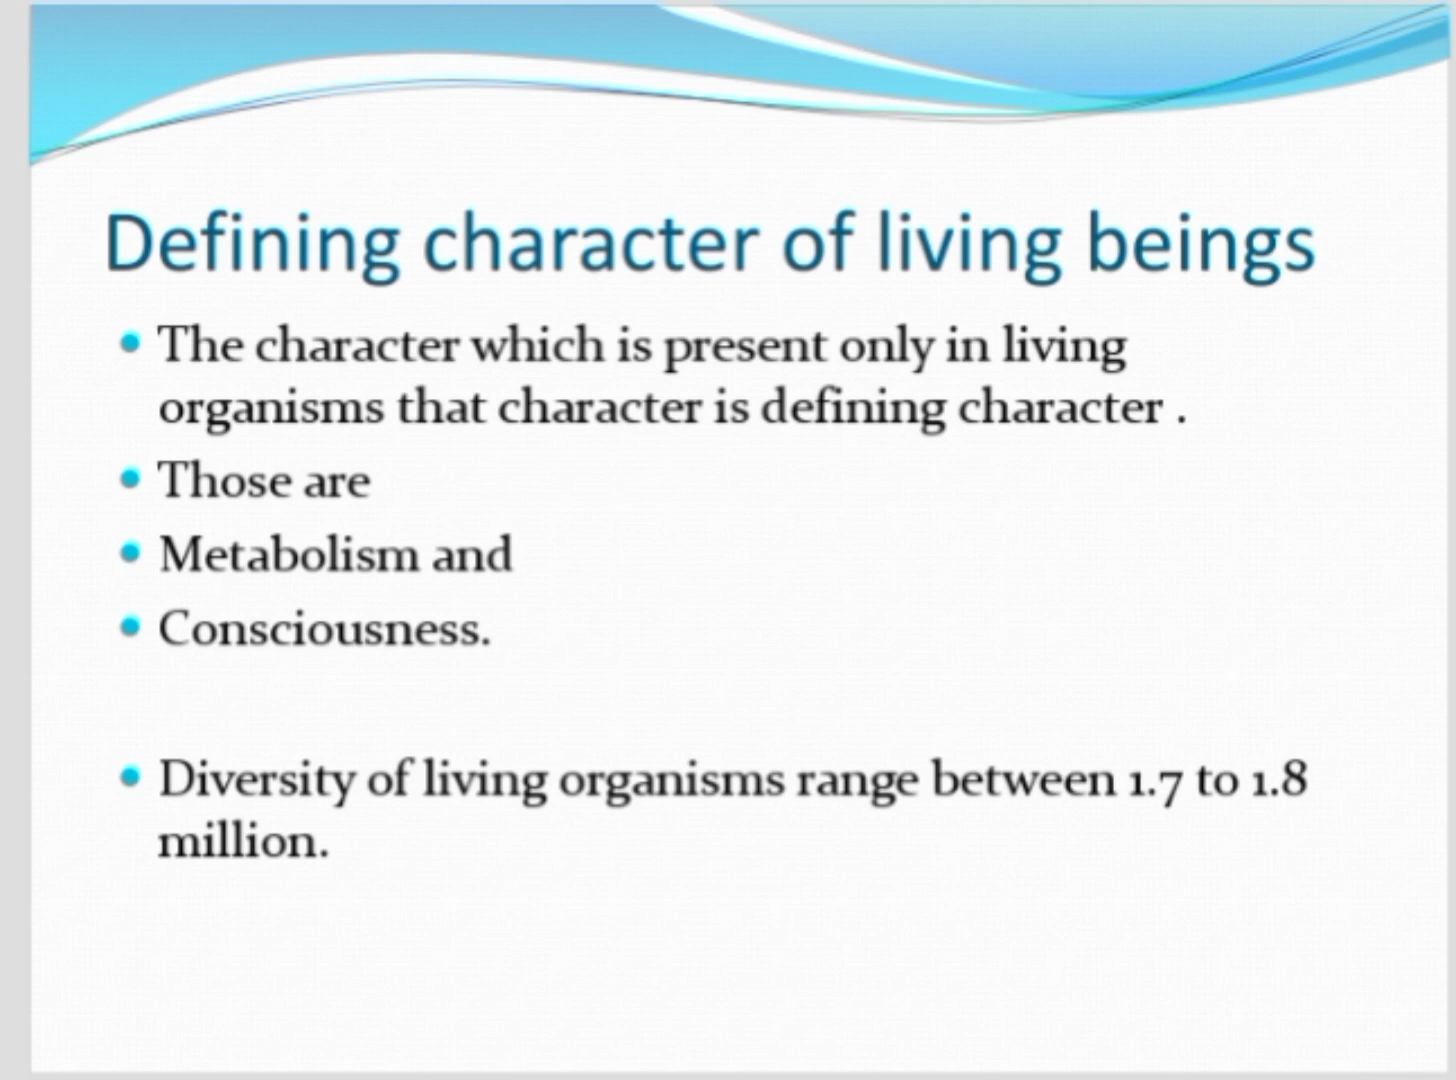 Defining character of living beings
The character which is present only in living
organisms that character is defining character .
Those are
Metabolism and
Consciousness.
Diversity of living organisms range between 1.7 to 1.8
million.